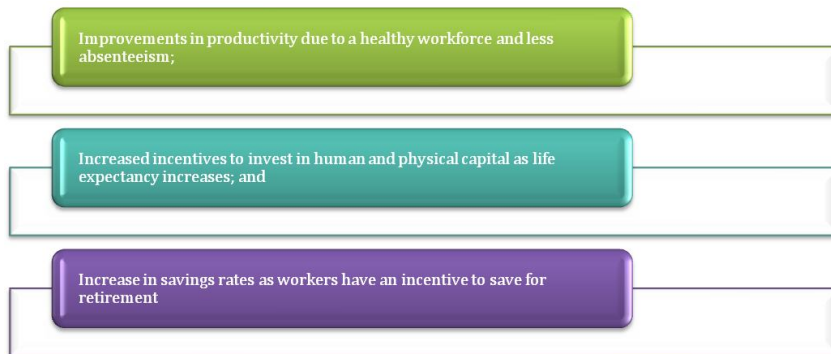 Improvements in productivity due to a healthy workforce and less
absenteeism;
Increased incentives to invest in human and physical capital as life
expectancy increases; and
Increase in savings rates as workers have an incentive to save for
retirement